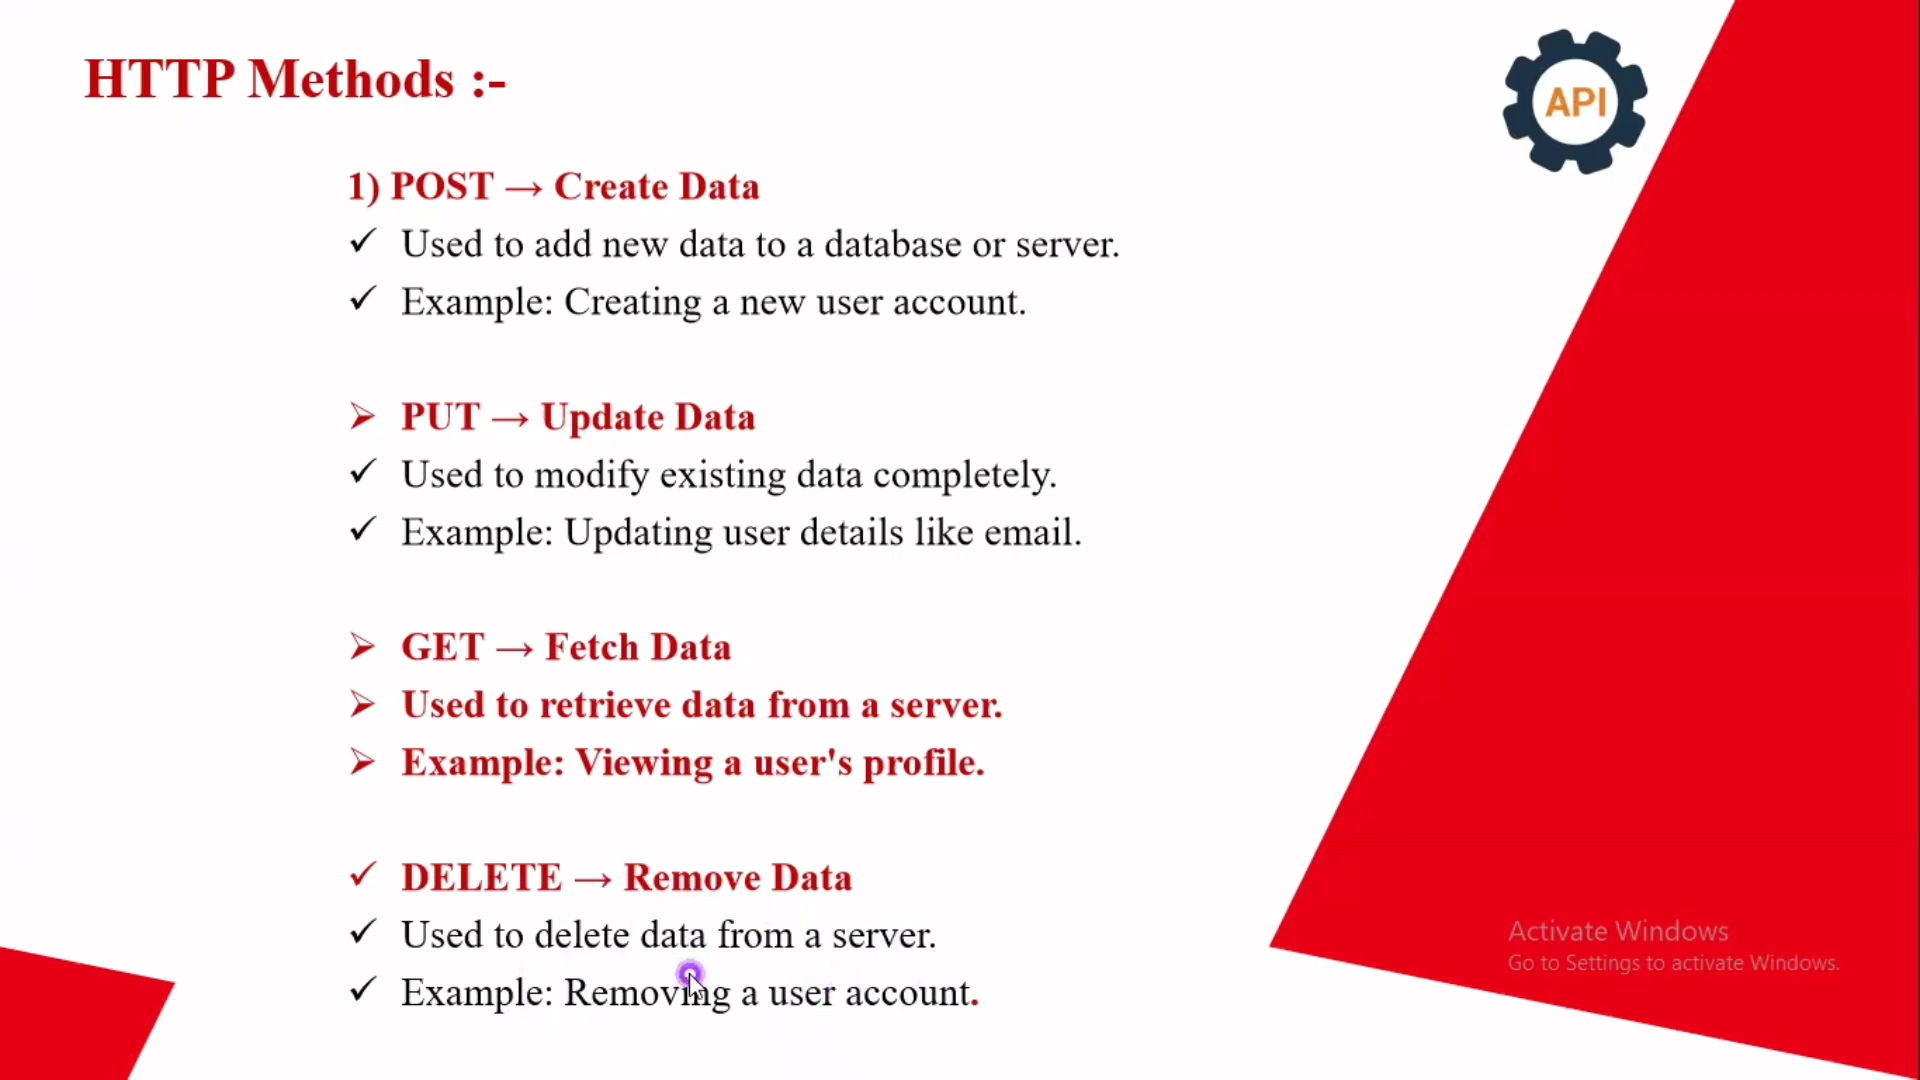 HTTP Methods :-
API
1) POST → Create Data
✓ Used to add new data to a database or server.
✓ Example: Creating a new user account.
➢ PUT → Update Data
✓ Used to modify existing data completely.
✓ Example: Updating user details like email.
➢ GET → Fetch Data
➢ Used to retrieve data from a server.
➢ Example: Viewing a user's profile.
✓ DELETE → Remove Data
✓ Used to delete data from a server.
✓ Example: Removing a user account.
Activate Windows
Go to Settings to activate Windows.